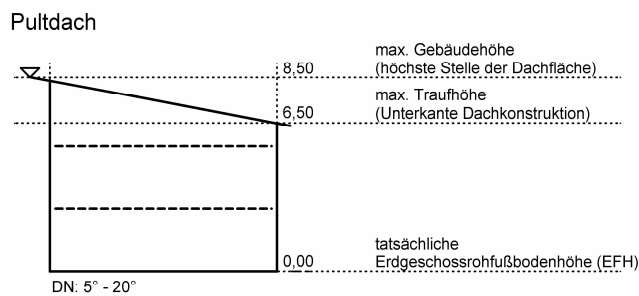 Pultdach
max. Gebäudehöhe
8,50 (höchste Stelle der Dachfläche)
max. Traufhöhe
6,50 (Unterkante Dachkonstruktion)
tatsächliche
0,00 Erdgeschossrohfußbodenhöhe (EFH)
DN: 5° - 20°